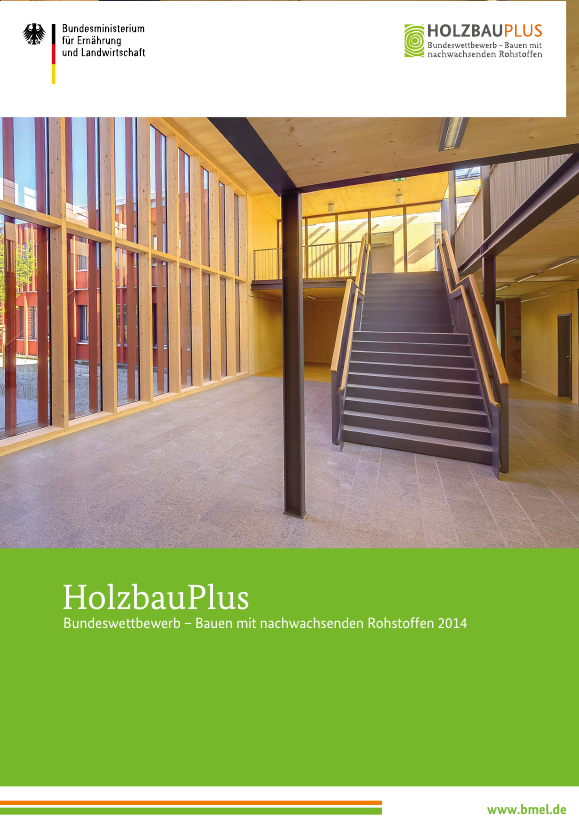 Bundesministerium
für Ernährung
und Landwirtschaft
HOLZBAUPLUS
Bundeswettbewerb – Bauen mit
nachwachsenden Rohstoffen
HolzbauPlus
Bundeswettbewerb – Bauen mit nachwachsenden Rohstoffen 2014
www.bmel.de